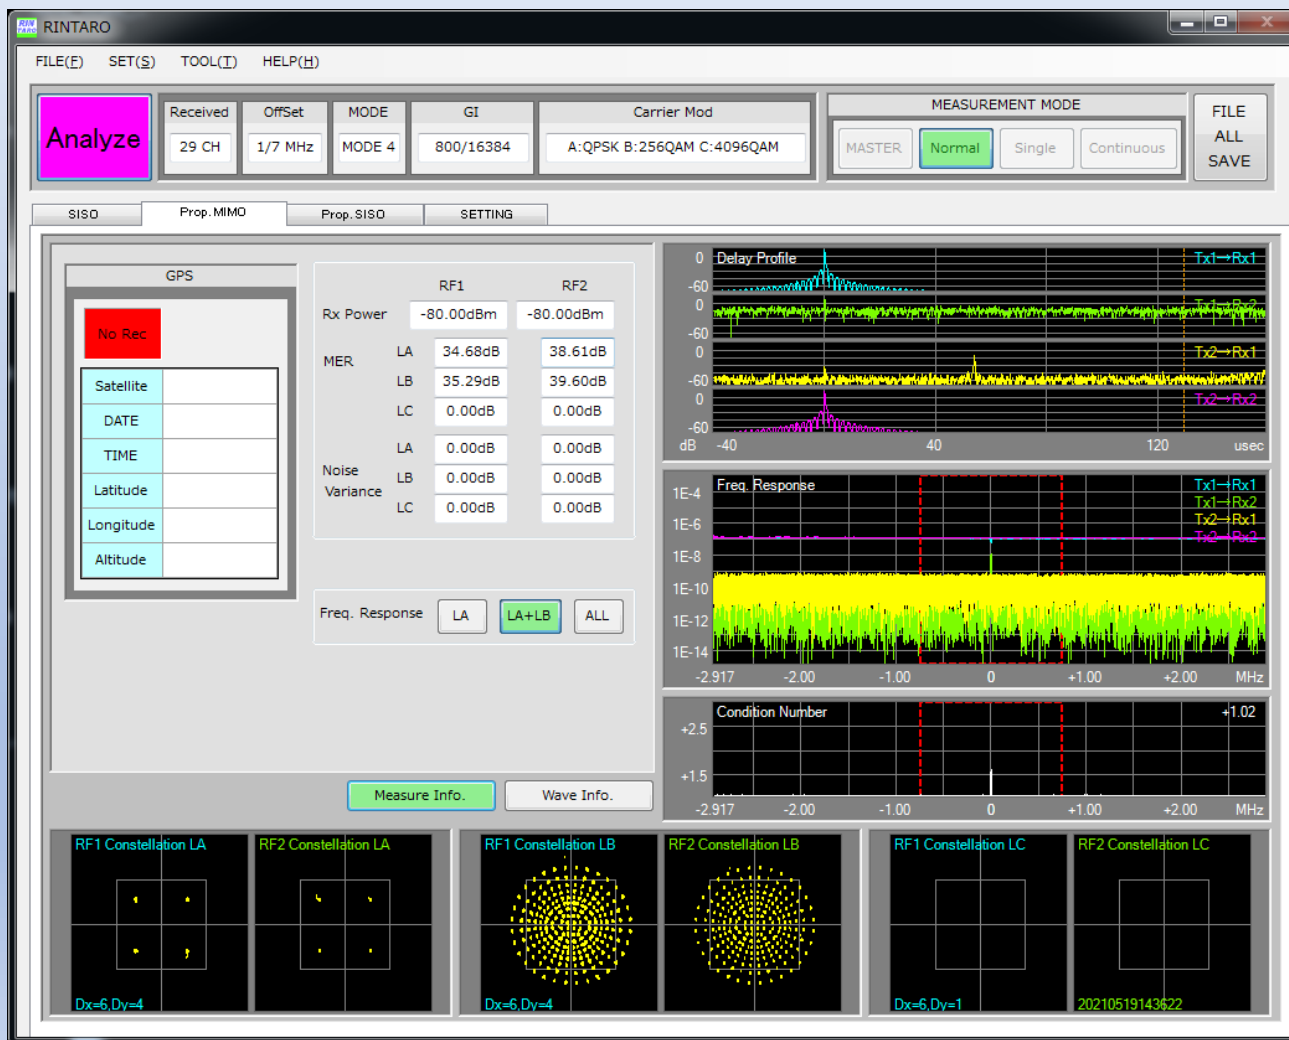 RIN
TARO
RINTARO
FILE(F) SET(S) TOOL(T) HELP(H)
Analyze
Received OffSet MODE GI Carrier Mod
29 CH 1/7 MHz MODE 4 800/16384 A:QPSK B:256QAM C:4096QAM
MEASUREMENT MODE
MASTER Normal Single Continuous
FILE
ALL
SAVE
SISO Prop.MIMO Prop.SISO SETTING
GPS
No Rec
Satellite
DATE
TIME
Latitude
Longitude
Altitude
RF1 RF2
Rx Power -80.00dBm -80.00dBm
MER
LA 34.68dB 38.61dB
LB 35.29dB 39.60dB
LC 0.00dB 0.00dB
Noise
Variance
LA 0.00dB 0.00dB
LB 0.00dB 0.00dB
LC 0.00dB 0.00dB
Freq. Response LA LA+LB ALL
Measure Info. Wave Info.
0 Delay Profile Tx1→Rx1
-60
0 Tx1→Rx2
-60
0 Tx2→Rx1
-60
0 Tx2→Rx2
-60
dB -40 40 120 usec
Freq. Response Tx1→Rx1
1E-4 Tx1→Rx2
Tx2→Rx1
1E-6 Tx2→Rx2
1E-8
1E-10
1E-12
1E-14
-2.917 -2.00 -1.00 0 +1.00 +2.00 MHz
Condition Number +1.02
+2.5
+1.5
-2.917 -2.00 -1.00 0 +1.00 +2.00 MHz
RF1 Constellation LA RF2 Constellation LA
Dx=6,Dy=4
RF1 Constellation LB RF2 Constellation LB
Dx=6,Dy=4
RF1 Constellation LC RF2 Constellation LC
Dx=6,Dy=1 20210519143622